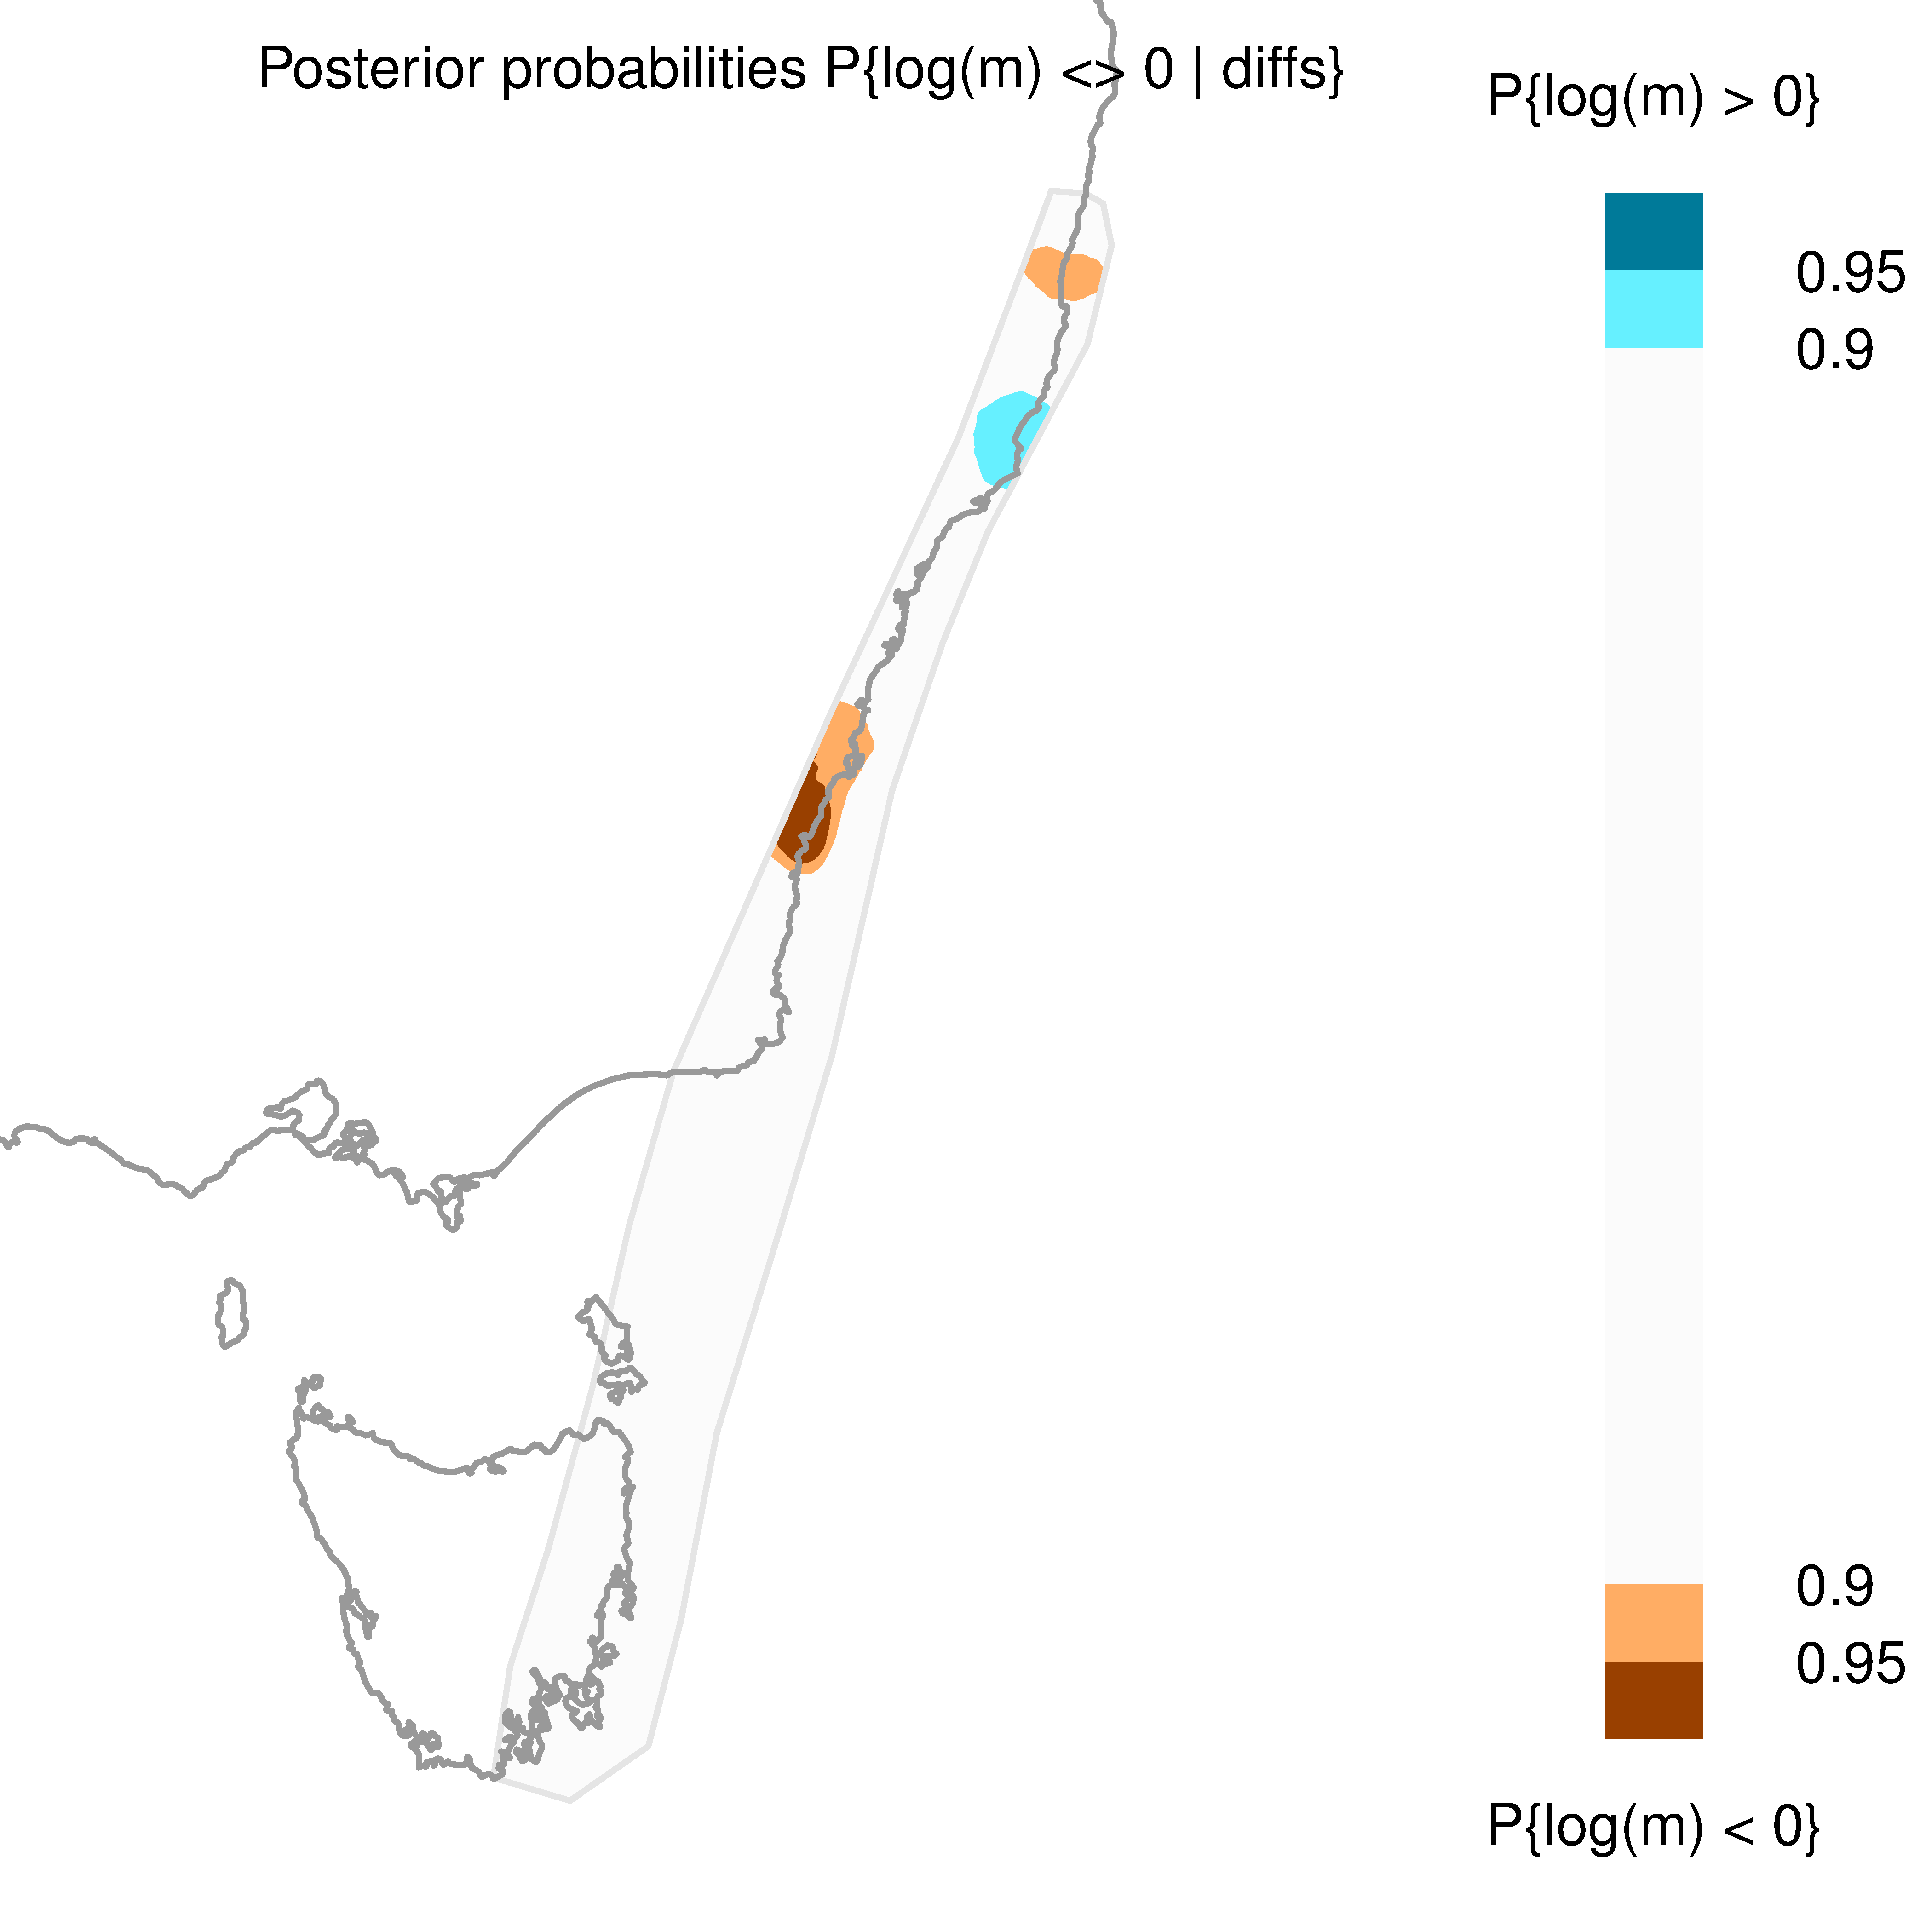 Posterior probabilities P{log(m) <> 0 | diffs}
P{log(m) > 0}
0.95
0.9
0.9
0.95
P{log(m) < 0}